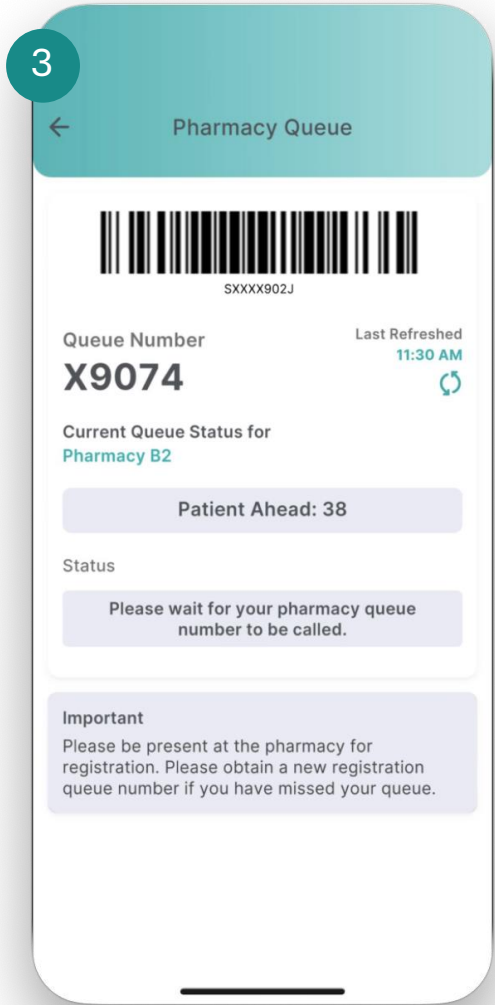 3
Pharmacy Queue
SXXXX902J
Queue Number
X9074
Last Refreshed
11:30 AM
Current Queue Status for
Pharmacy B2
Patient Ahead: 38
Status
Please wait for your pharmacy queue
number to be called.
Important
Please be present at the pharmacy for
registration. Please obtain a new registration
queue number if you have missed your queue.